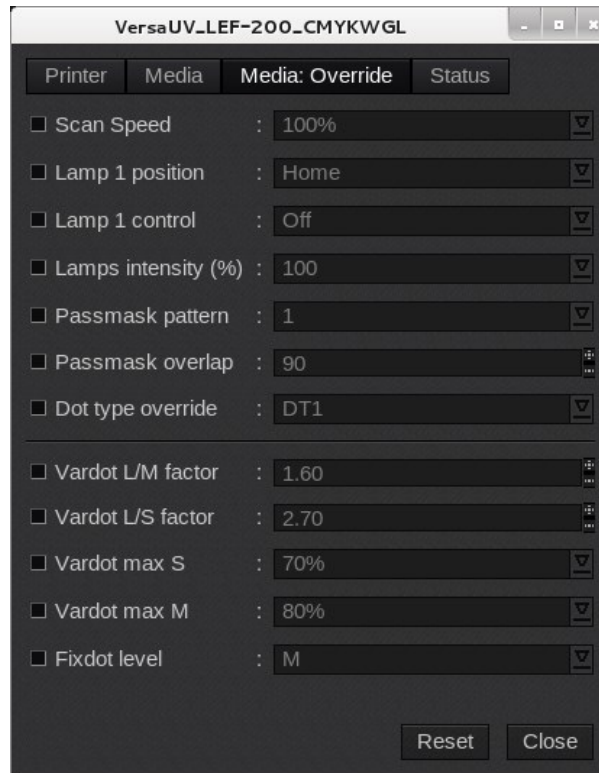 VersaUV_LEF-200_CMYKWGL
Printer Media Media: Override Status
Scan Speed : 100%
Lamp 1 position : Home
Lamp 1 control : Off
Lamps intensity (%) : 100
Passmask pattern : 1
Passmask overlap : 90
Dot type override : DT1
Vardot L/M factor : 1.60
Vardot L/S factor : 2.70
Vardot max S : 70%
Vardot max M : 80%
Fixdot level : M
Reset Close